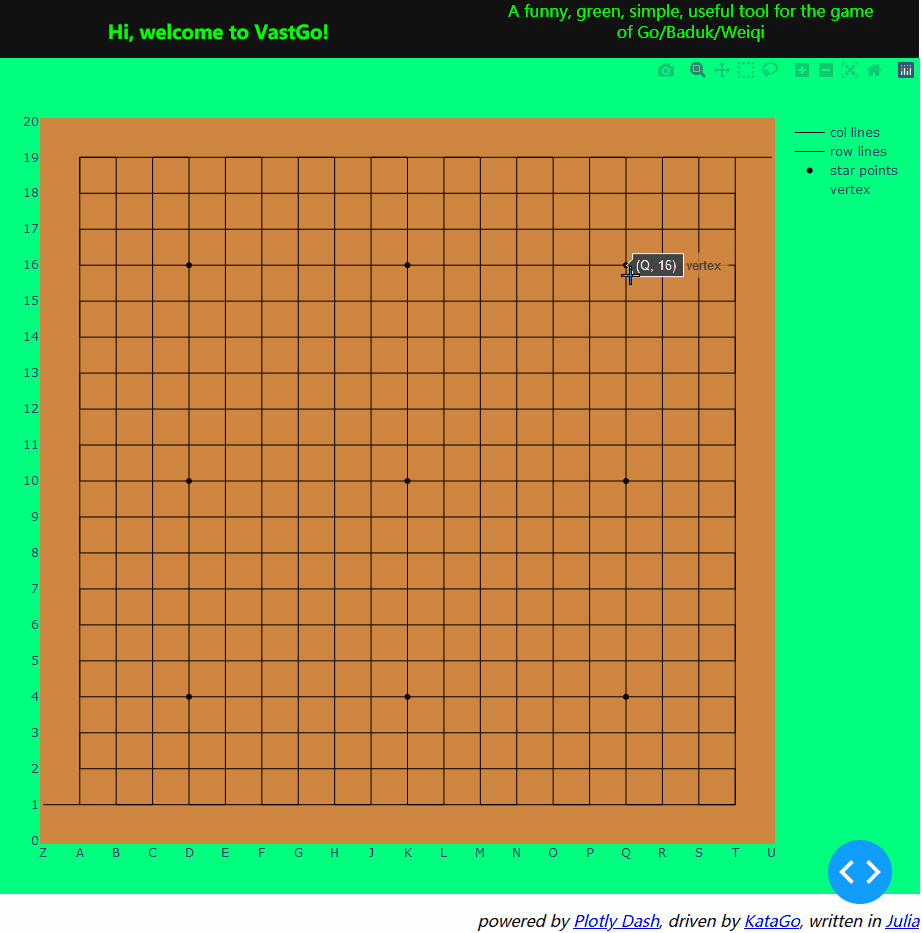 Hi, welcome to VastGo!
A funny, green, simple, useful tool for the game
of Go/Baduk/Weiqi
20
19
18
17
16
15
14
13
12
11
10
9
8
7
6
5
4
3
2
1
0
Z A B C D E F G H J K L M N O P Q R S T U
(Q, 16) vertex
col lines
row lines
star points
vertex
powered by Plotly Dash, driven by KataGo, written in Julia